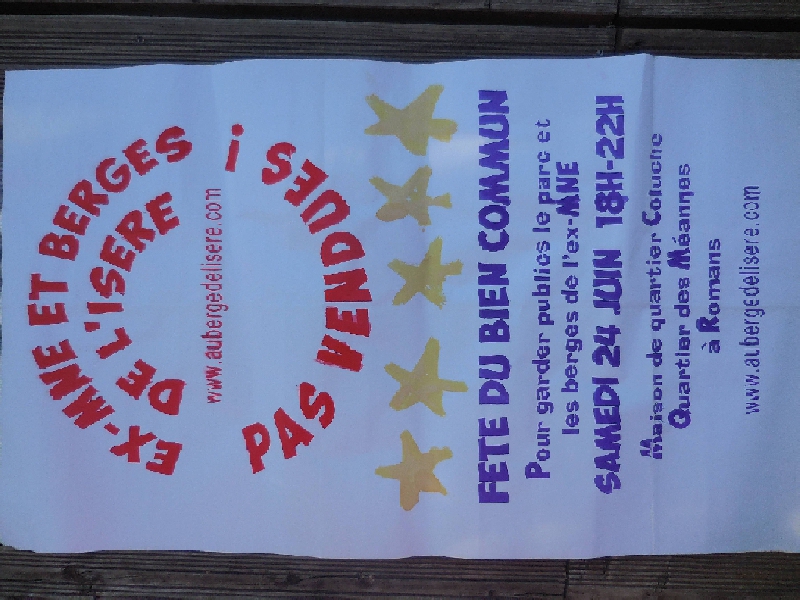 EX-MNE ET BERGES
DE L'ISERE
www.aubergedelisere.com
PAS VENDUES !
FETE DU BIEN COMMUN
Pour garder publics le parc et
les berges de l'ex-MNE
SAMEDI 24 JUIN 18H-22H
Maison de quartier Coluche
Quartier des Méannes
à Romans
www.aubergedelisere.com